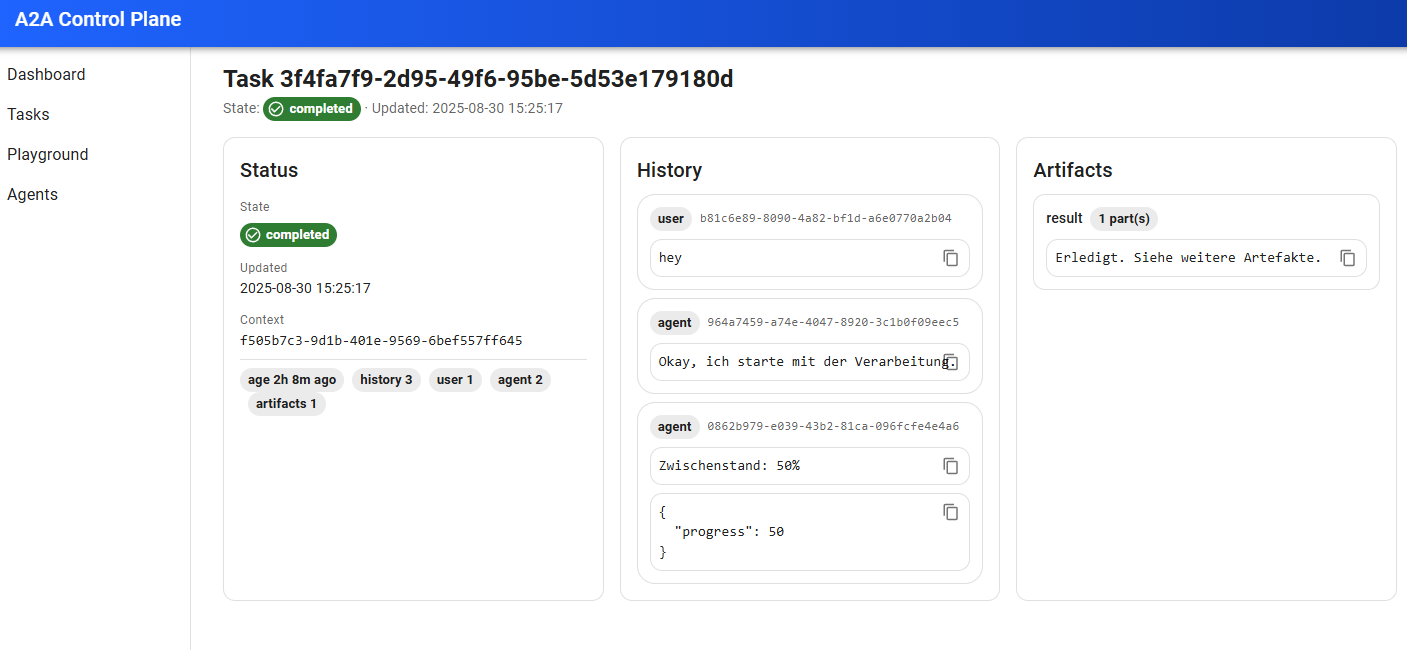 A2A Control Plane
Dashboard
Tasks
Playground
Agents
Task 3f4fa7f9-2d95-49f6-95be-5d53e179180d
State: completed · Updated: 2025-08-30 15:25:17
Status
State
completed
Updated
2025-08-30 15:25:17
Context
f505b7c3-9d1b-401e-9569-6bef557ff645
age 2h 8m ago history 3 user 1 agent 2
artifacts 1
History
user b81c6e89-8090-4a82-bf1d-a6e0770a2b04
hey
agent 964a7459-a74e-4047-8920-3c1b0f09eec5
Okay, ich starte mit der Verarbeitung.
agent 0862b979-e039-43b2-81ca-096fcfe4e4a6
Zwischenstand: 50%
{
"progress": 50
}
Artifacts
result 1 part(s)
Erledigt. Siehe weitere Artefakte.